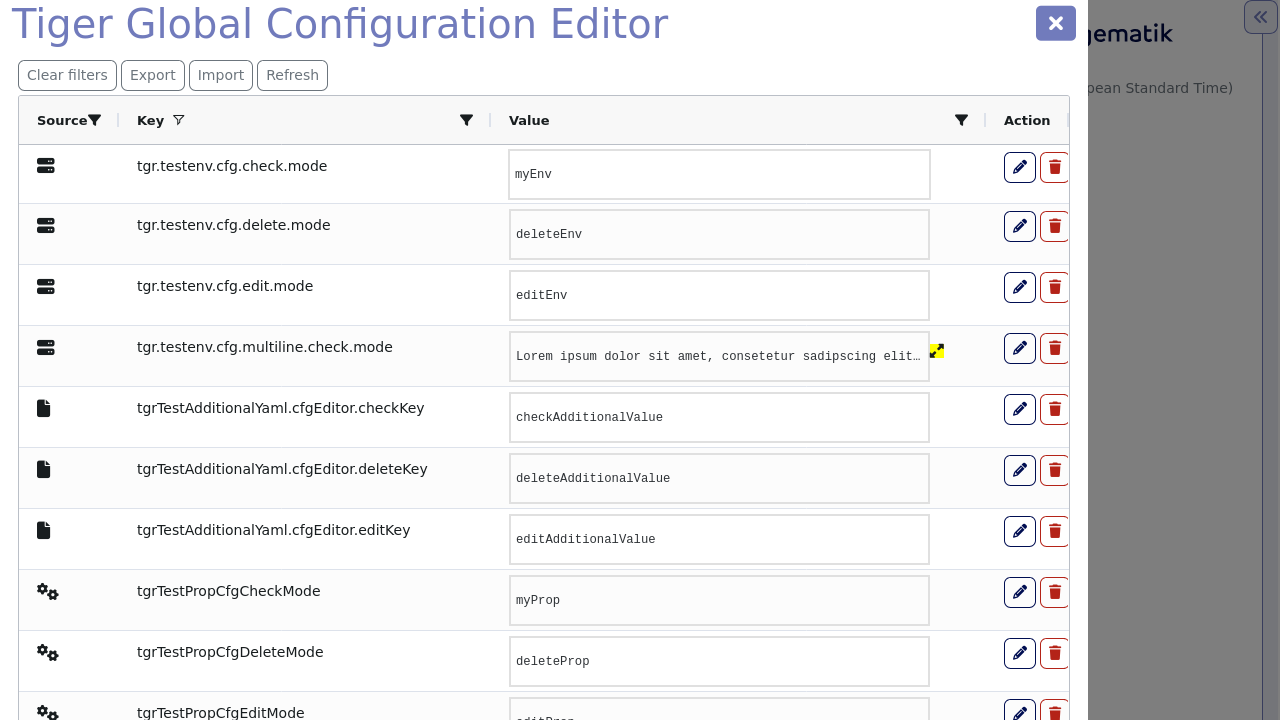 Tiger Global Configuration Editor
gematik
Clear filters Export Import Refresh
pean Standard Time)
Source Key Value Action
tgr.testenv.cfg.check.mode myEnv
tgr.testenv.cfg.delete.mode deleteEnv
tgr.testenv.cfg.edit.mode editEnv
tgr.testenv.cfg.multiline.check.mode Lorem ipsum dolor sit amet, consetetur sadipscing elit…
tgrTestAdditionalYaml.cfgEditor.checkKey checkAdditionalValue
tgrTestAdditionalYaml.cfgEditor.deleteKey deleteAdditionalValue
tgrTestAdditionalYaml.cfgEditor.editKey editAdditionalValue
tgrTestPropCfgCheckMode myProp
tgrTestPropCfgDeleteMode deleteProp
tgrTestPropCfgEditMode editProp